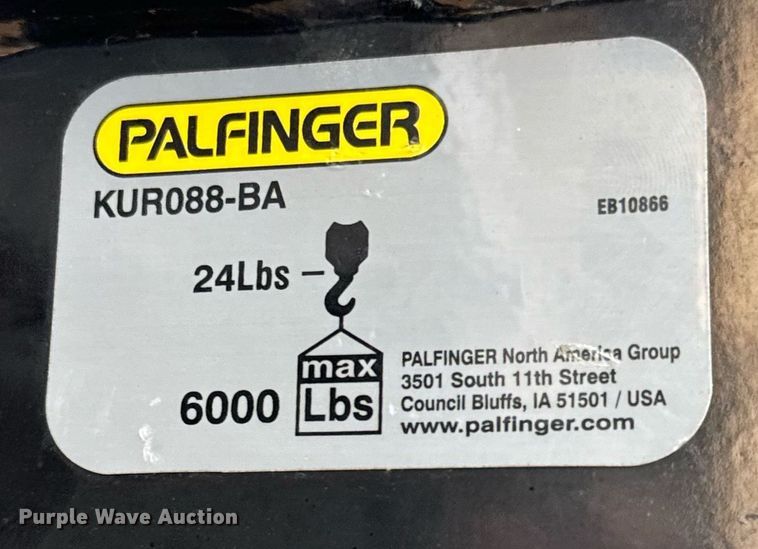 PALFINGER
KUR088-BA
EB10866
24Lbs
6000 max Lbs
PALFINGER North America Group
3501 South 11th Street
Council Bluffs, IA 51501 / USA
www.palfinger.com
Purple Wave Auction